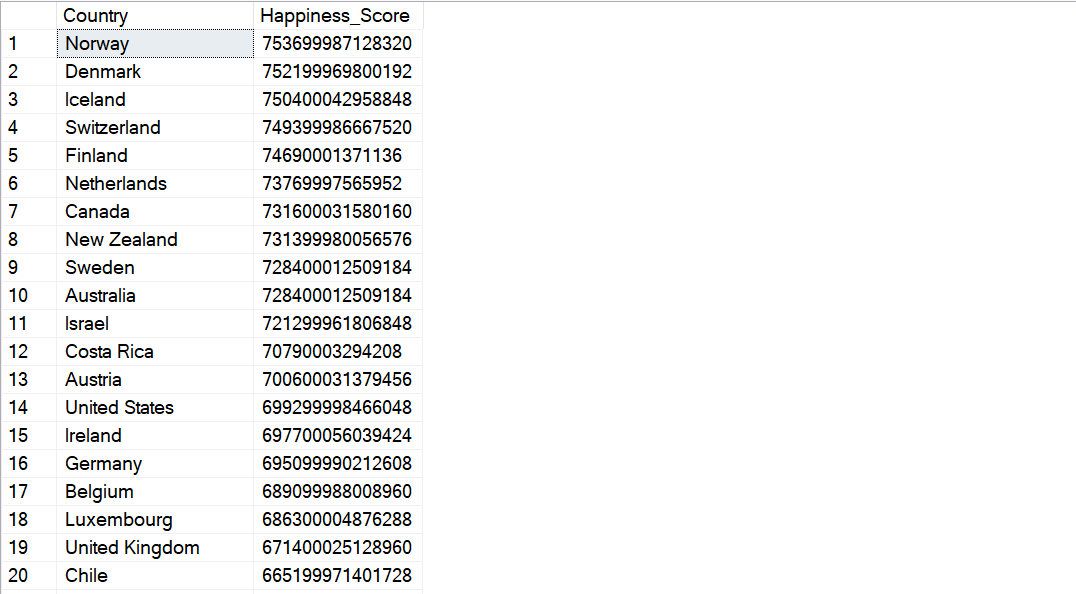 Country Happiness_Score
1 Norway 753699987128320
2 Denmark 752199969800192
3 Iceland 750400042958848
4 Switzerland 749399986667520
5 Finland 74690001371136
6 Netherlands 73769997565952
7 Canada 731600031580160
8 New Zealand 731399980056576
9 Sweden 728400012509184
10 Australia 728400012509184
11 Israel 721299961806848
12 Costa Rica 70790003294208
13 Austria 700600031379456
14 United States 699299998466048
15 Ireland 697700056039424
16 Germany 695099990212608
17 Belgium 689099988008960
18 Luxembourg 686300004876288
19 United Kingdom 671400025128960
20 Chile 665199971401728